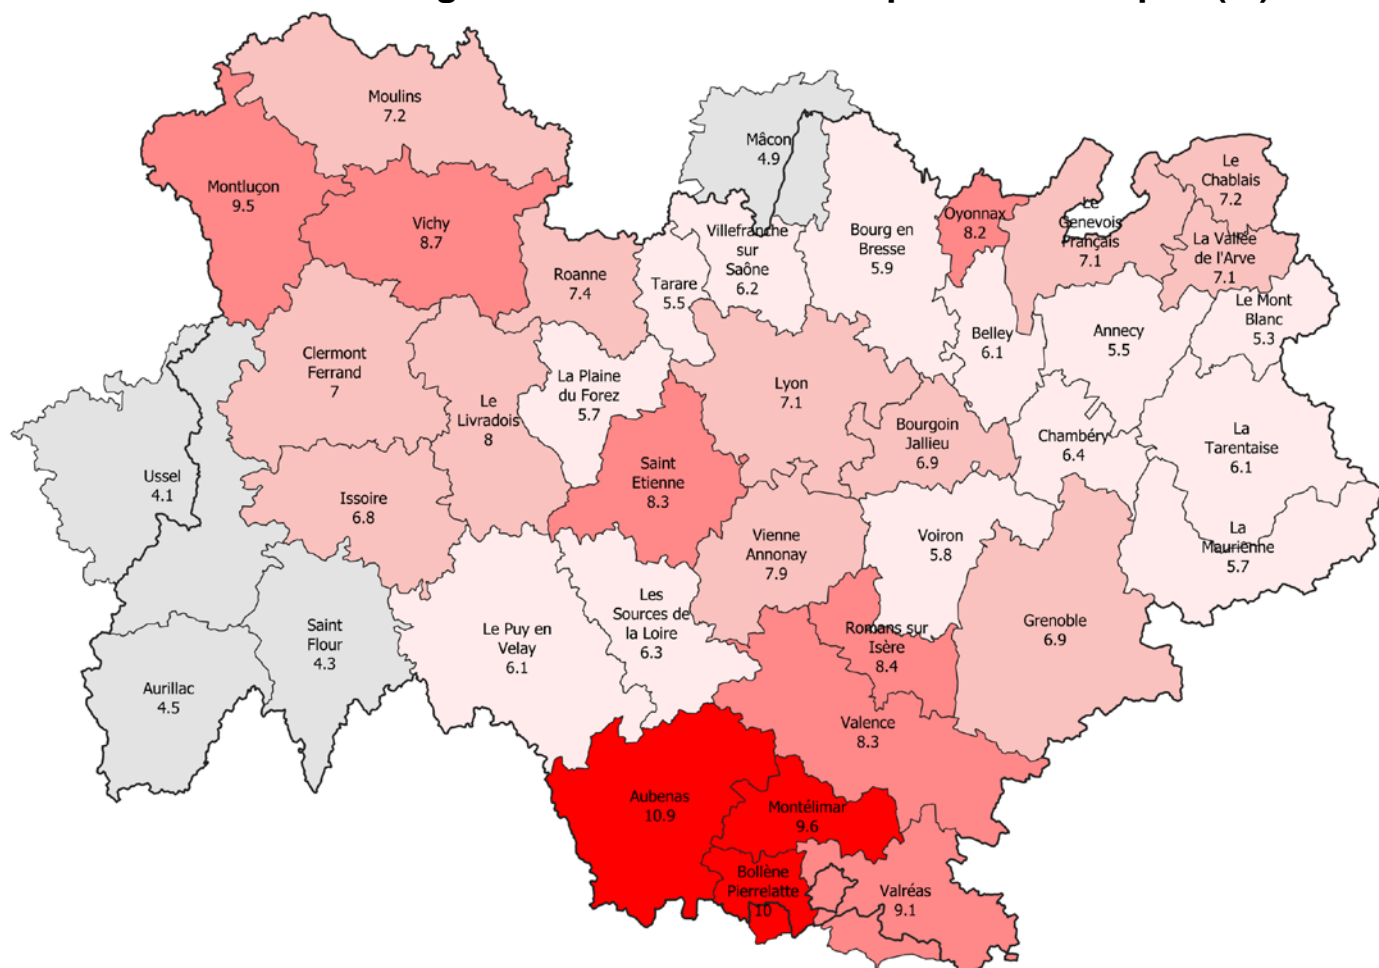 Moulins
7.2
Mâcon
4.9
Montluçon
9.5
Vichy
8.7
Roanne
7.4
Tarare
5.5
Villefranche
sur
Saône
6.2
Bourg en
Bresse
5.9
Oyonnax
8.2
Le
Genevois
Français
7.1
Le
Chablais
7.2
La Vallée
de l'Arve
7.1
Le Mont
Blanc
5.3
Belley
6.1
Annecy
5.5
Clermont
Ferrand
7
Le
Livradois
8
La Plaine
du Forez
5.7
Lyon
7.1
Bourgoin
Jallieu
6.9
Chambéry
6.4
La
Tarentaise
6.1
Ussel
4.1
Issoire
6.8
Saint
Etienne
8.3
Vienne
Annonay
7.9
Voiron
5.8
La
Maurienne
5.7
Saint
Flour
4.3
Le Puy en
Velay
6.1
Les
Sources de
la Loire
6.3
Romans sur
Isère
8.4
Grenoble
6.9
Aurillac
4.5
Valence
8.3
Aubenas
10.9
Montélimar
9.6
Bollène
Pierrelatte
10
Valréas
9.1